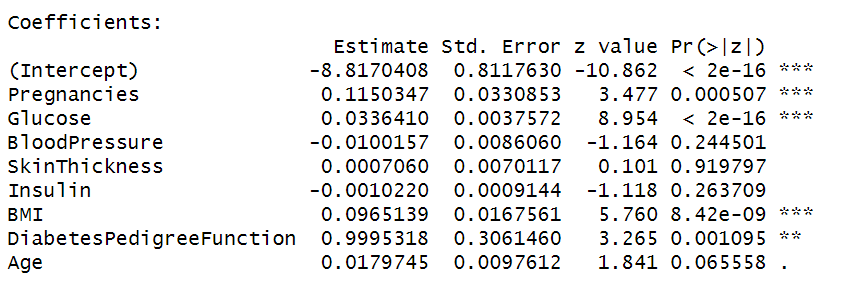 Coefficients:
Estimate Std. Error z value Pr(>|z|)
(Intercept) -8.8170408 0.8117630 -10.862 < 2e-16 ***
Pregnancies 0.1150347 0.0330853 3.477 0.000507 ***
Glucose 0.0336410 0.0037572 8.954 < 2e-16 ***
BloodPressure -0.0100157 0.0086060 -1.164 0.244501
SkinThickness 0.0007060 0.0070117 0.101 0.919797
Insulin -0.0010220 0.0009144 -1.118 0.263709
BMI 0.0965139 0.0167561 5.760 8.42e-09 ***
DiabetesPedigreeFunction 0.9995318 0.3061460 3.265 0.001095 **
Age 0.0179745 0.0097612 1.841 0.065558 .